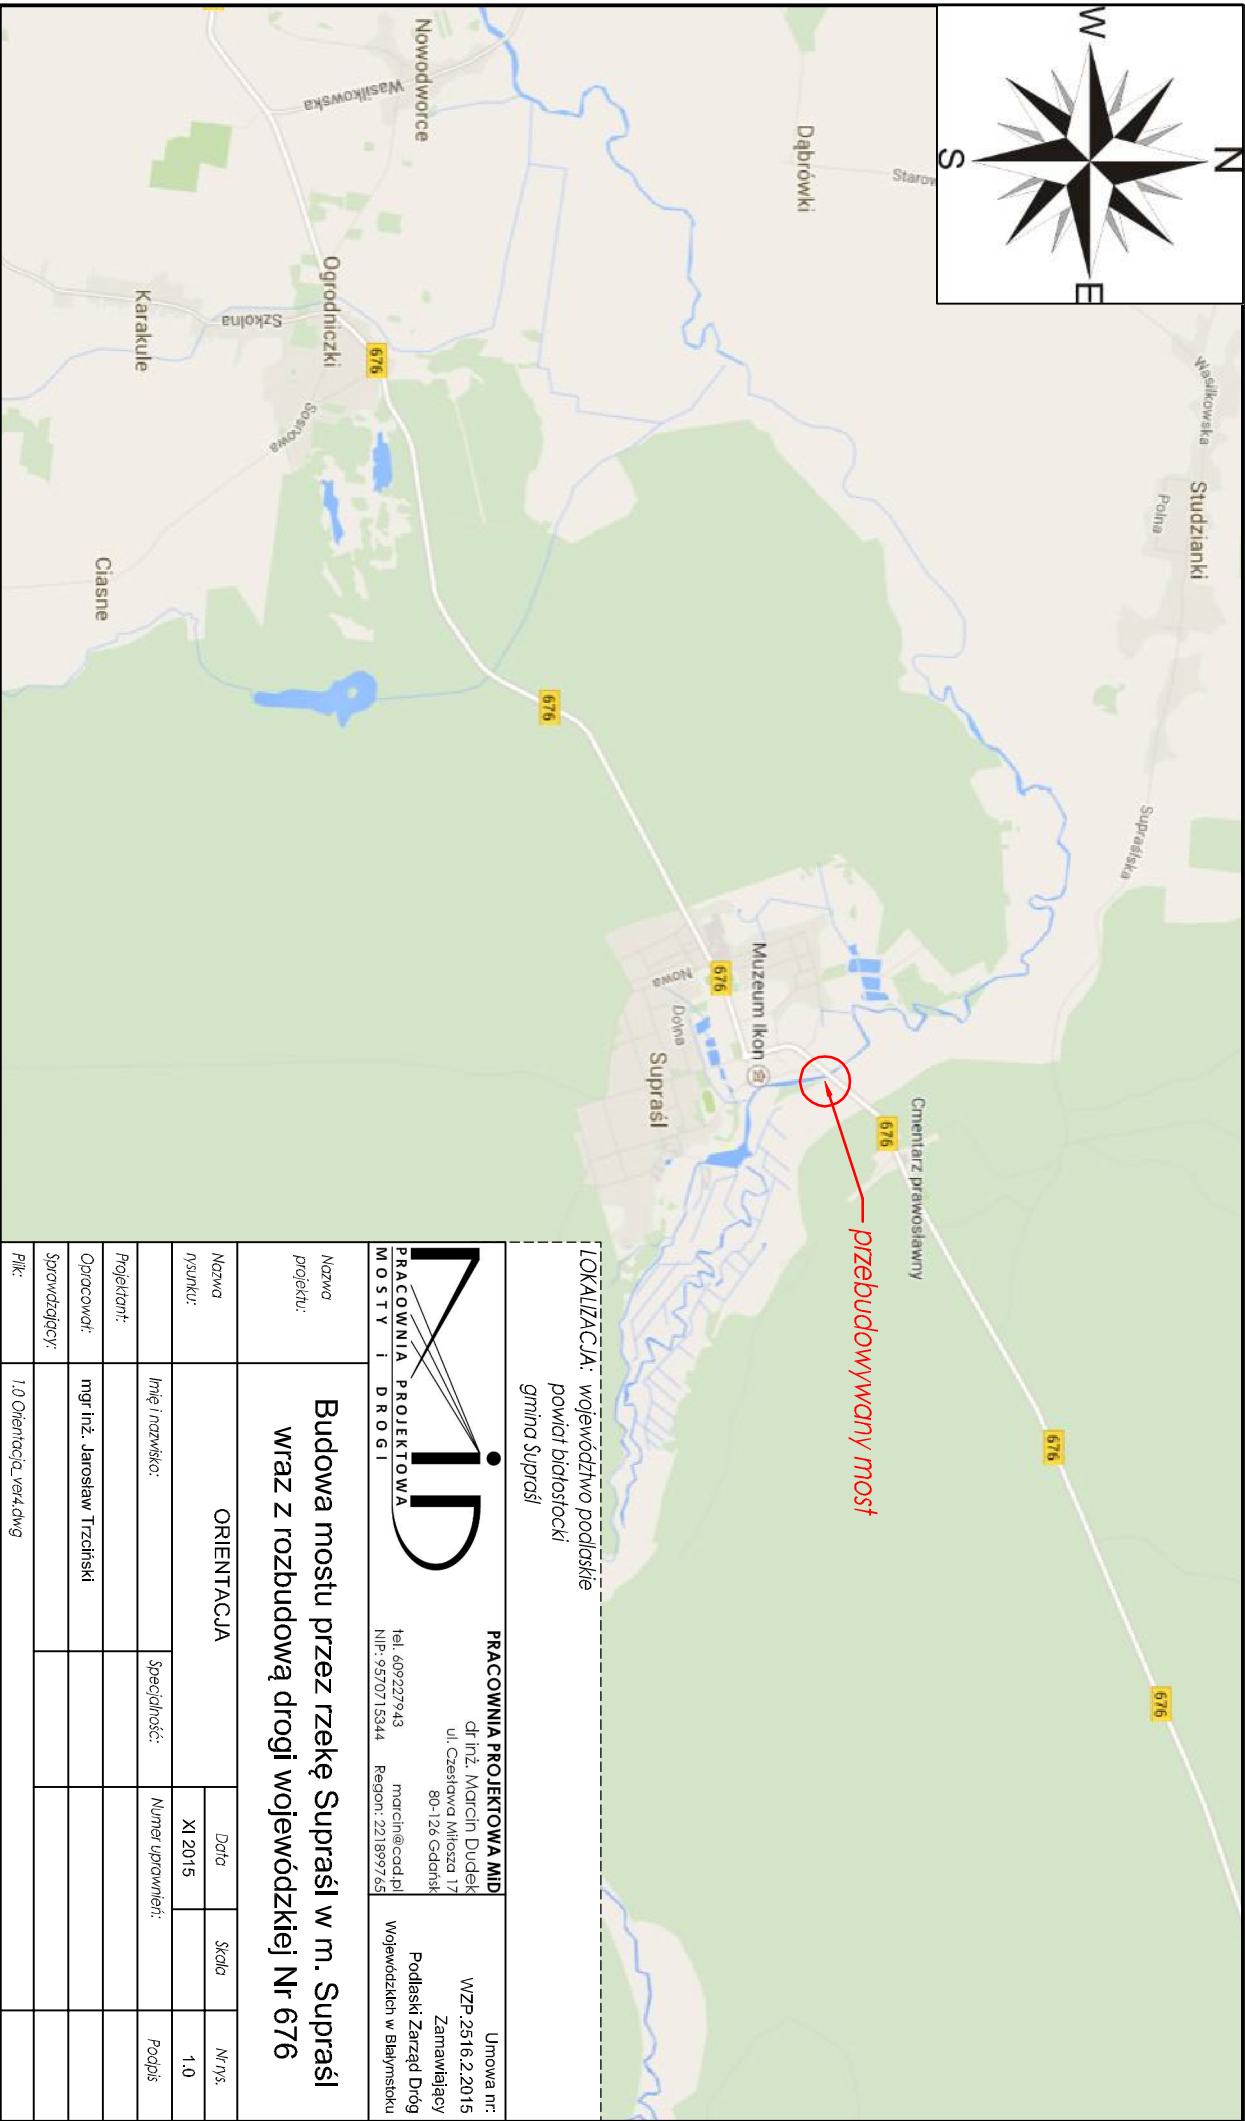 N
W
E
S
Wasilkowska
Studzianki
Polna
Supraślska
Starow
Dąbrówki
Nowodworce
Wasilkowska
Ogrodniczki
676
Szkolna
Sosnowa
Karakule
Ciasne
676
Muzeum Ikon
676
Nowa
Dolna
Supraśl
Cmentarz prawosławny
676
przebudowywany most
676
676
LOKALIZACJA: województwo podlaskie
powiat białostocki
gmina Supraśl
MiD
PRACOWNIA PROJEKTOWA
MOSTY i DROGI
PRACOWNIA PROJEKTOWA MiD
dr inż. Marcin Dudek
ul. Czesława Miłosza 17
80-126 Gdańsk
tel. 609227943 marcin@cad.pl
NIP: 9570715344 Regon: 221899765
Umowa nr:
WZP.2516.2.2015
Zamawiający
Podlaski Zarząd Dróg
Wojewódzkich w Białymstoku
Nazwa
projektu:
Budowa mostu przez rzekę Supraśl w m. Supraśl
wraz z rozbudową drogi wojewódzkiej Nr 676
Nazwa
rysunku:
ORIENTACJA
Data Skala Nr rys.
XI 2015 1.0
Imię i nazwisko: Specjalność: Numer uprawnień: Podpis
Projektant:
Opracował: mgr inż. Jarosław Trzciński
Sprawdzający:
Plik: 1.0 Orientacja_ver4.dwg